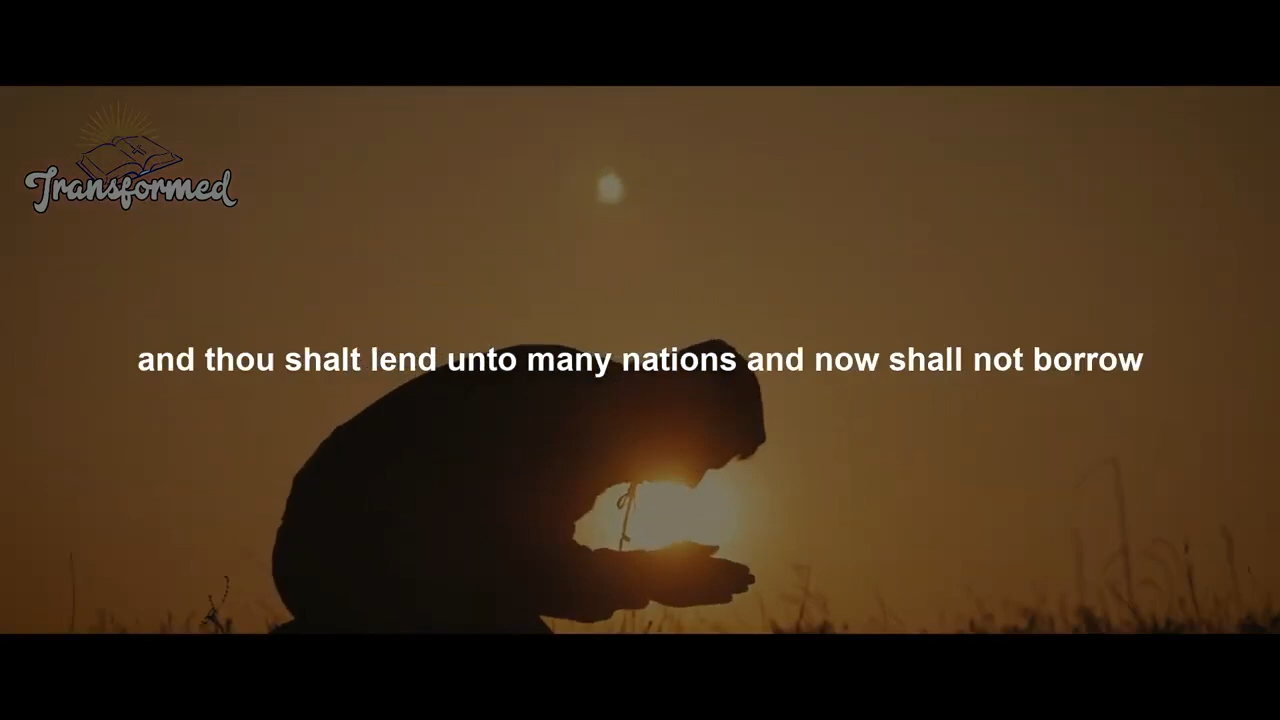 Transformed
and thou shalt lend unto many nations and now shall not borrow